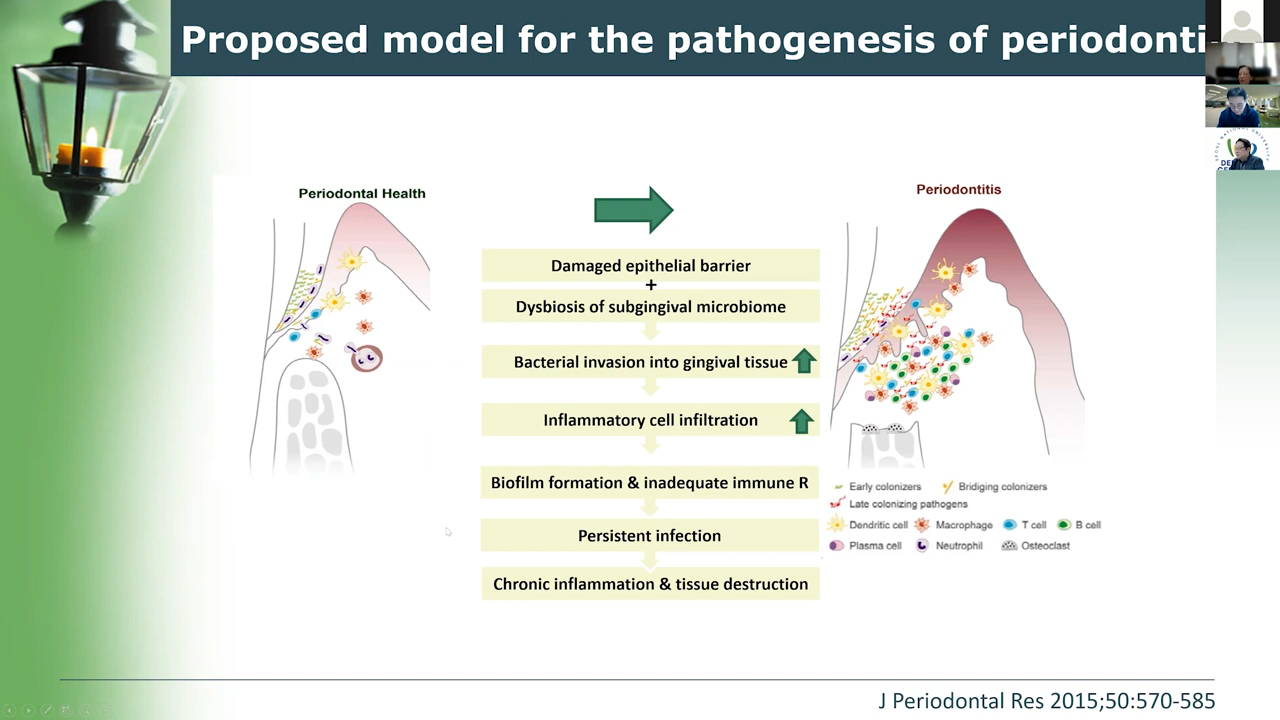 Proposed model for the pathogenesis of periodonti
Periodontal Health
Periodontitis
Damaged epithelial barrier
+
Dysbiosis of subgingival microbiome
Bacterial invasion into gingival tissue
Inflammatory cell infiltration
Biofilm formation & inadequate immune R
Persistent infection
Chronic inflammation & tissue destruction
Early colonizers
Bridiging colonizers
Late colonizing pathogens
Dendritic cell
Macrophage
T cell
B cell
Plasma cell
Neutrophil
Osteoclast
J Periodontal Res 2015;50:570-585